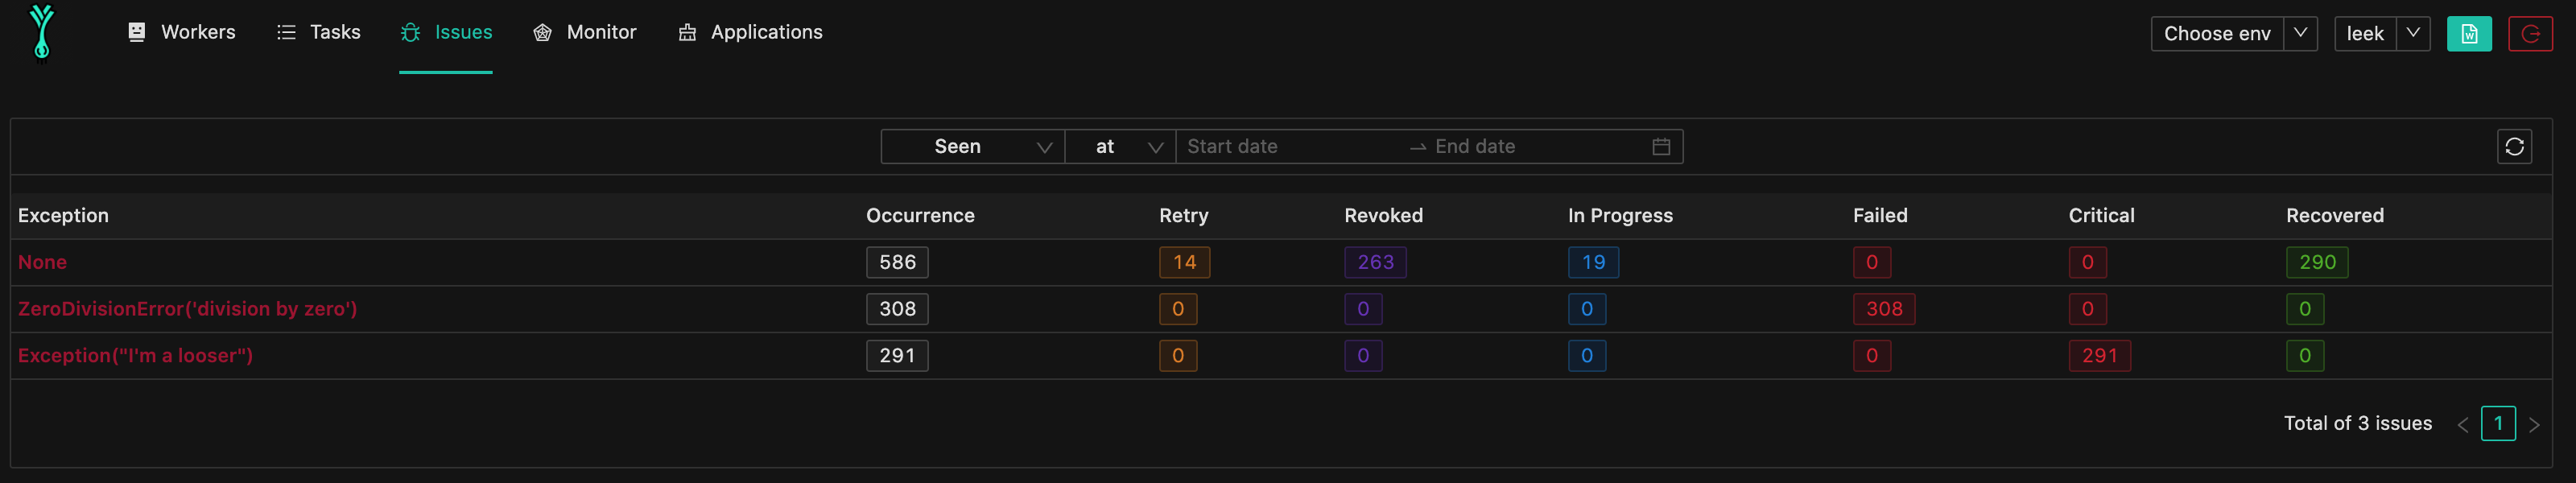 Workers Tasks Issues Monitor Applications Choose env leek
Seen at Start date End date
Exception Occurrence Retry Revoked In Progress Failed Critical Recovered
None 586 14 263 19 0 0 290
ZeroDivisionError('division by zero') 308 0 0 0 308 0 0
Exception("I'm a looser") 291 0 0 0 0 291 0
Total of 3 issues < 1 >